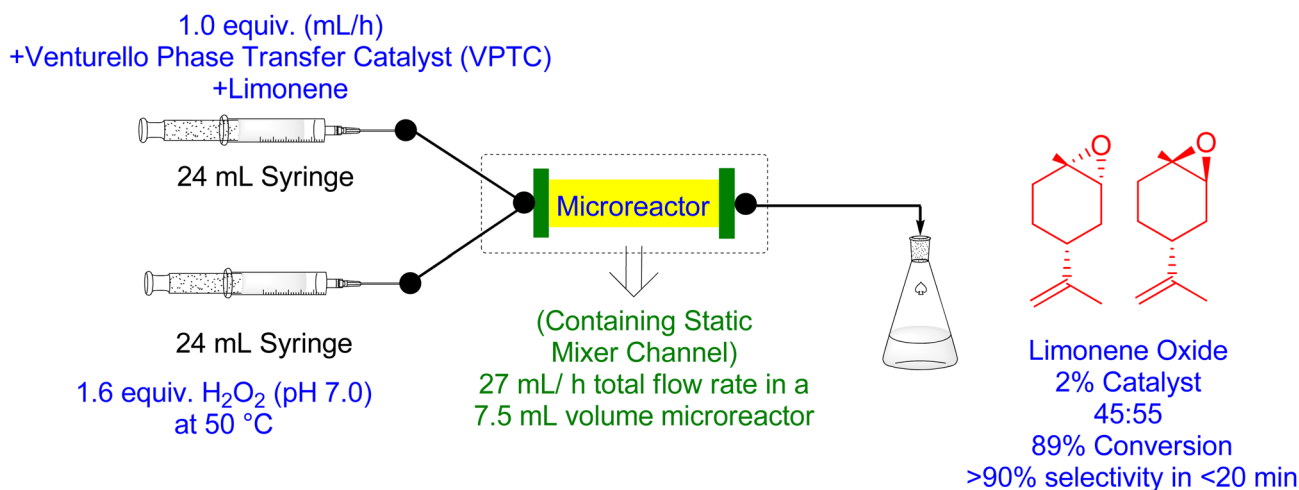 1.0 equiv. (mL/h)
+Venturello Phase Transfer Catalyst (VPTC)
+Limonene
24 mL Syringe
24 mL Syringe
1.6 equiv. H₂O₂ (pH 7.0)
at 50 °C
Microreactor
(Containing Static
Mixer Channel)
27 mL/ h total flow rate in a
7.5 mL volume microreactor
O
O
Limonene Oxide
2% Catalyst
45:55
89% Conversion
>90% selectivity in <20 min